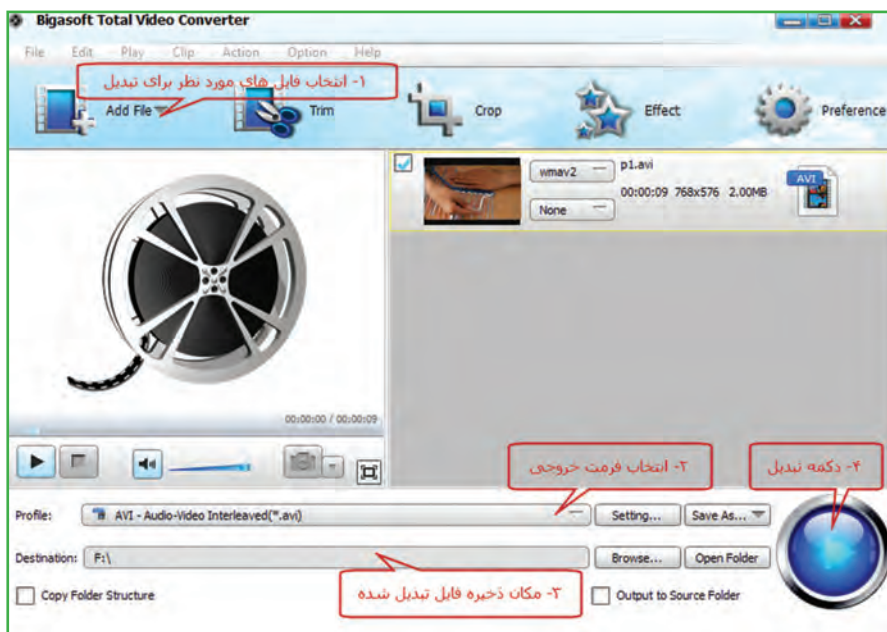 Bigasoft Total Video Converter
File Edit Play Clip Action Option Help
۱- انتخاب فایل های مورد نظر برای تبدیل
Add File Trim Crop Effect Preference
wmav2 p1.avi
00:00:09 768x576 2.00MB
AVI
None
00:00:00 / 00:00:09
۲- انتخاب فرمت خروجی
۴- دکمه تبدیل
Profile: AVI - Audio-Video Interleaved(*.avi) Setting... Save As...
Destination: F:\ Browse... Open Folder
۳- مکان ذخیره فایل تبدیل شده
Copy Folder Structure Output to Source Folder